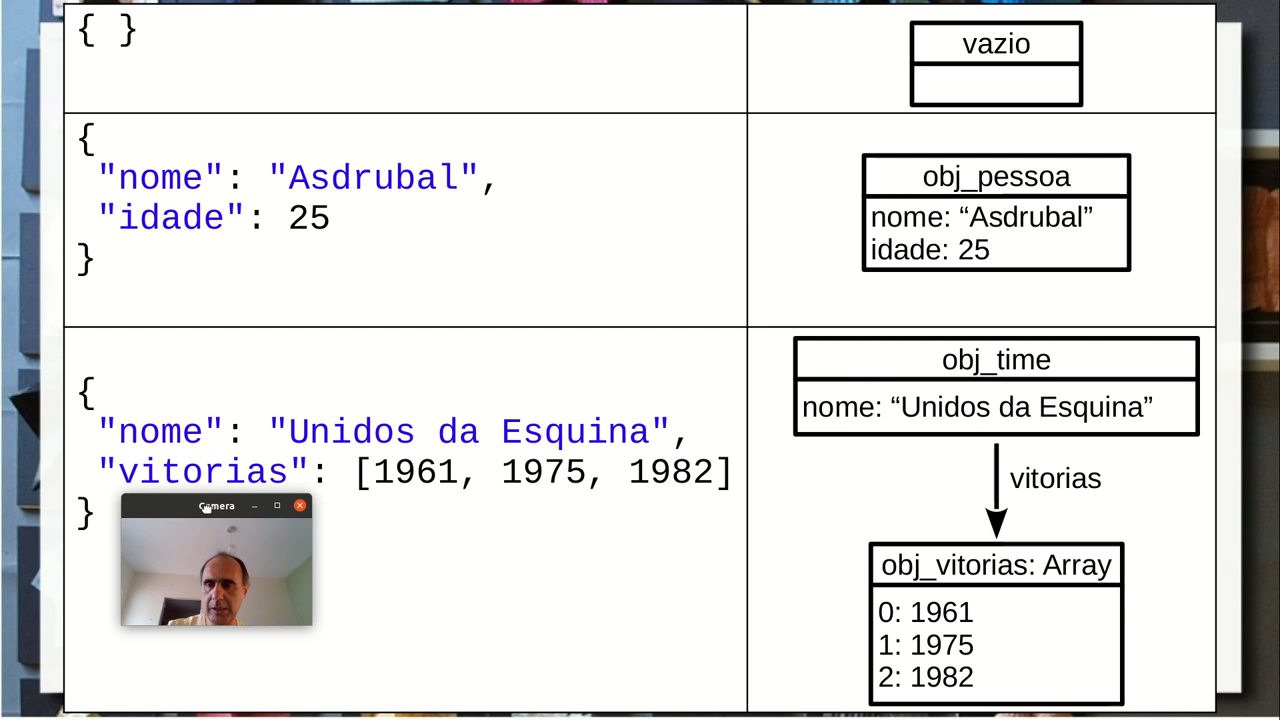 { }
vazio
{
"nome": "Asdrubal",
"idade": 25
}
obj_pessoa
nome: “Asdrubal”
idade: 25
{
"nome": "Unidos da Esquina",
"vitorias": [1961, 1975, 1982]
}
obj_time
nome: “Unidos da Esquina”
vitorias
obj_vitorias: Array
0: 1961
1: 1975
2: 1982